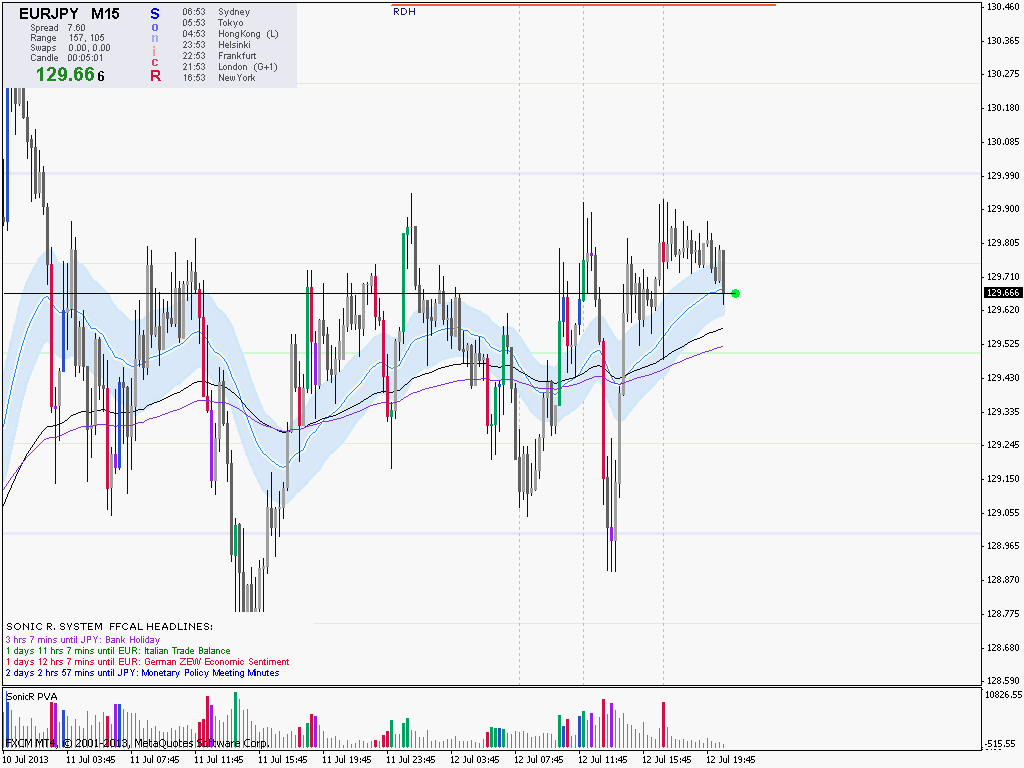 EURJPY M15
Spread 7.60
Range 157, 105
Swaps 0.00, 0.00
Candle 00:05:01
129.66 6
S
o
n
i
c
R
06:53 Sydney
05:53 Tokyo
04:53 HongKong (L)
23:53 Helsinki
22:53 Frankfurt
21:53 London (G+1)
16:53 NewYork
RDH
130.460
130.365
130.275
130.180
130.085
129.990
129.900
129.805
129.710
129.666
129.620
129.525
129.430
129.335
129.245
129.150
129.055
128.965
128.870
128.775
128.680
128.590
SONIC R. SYSTEM FFCAL HEADLINES:
3 hrs 7 mins until JPY: Bank Holiday
1 days 11 hrs 7 mins until EUR: Italian Trade Balance
1 days 12 hrs 7 mins until EUR: German ZEW Economic Sentiment
2 days 2 hrs 57 mins until JPY: Monetary Policy Meeting Minutes
SonicR PVA
10826.55
-515.55
FXCM MT4, © 2001-2013, MetaQuotes Software Corp.
10 Jul 2013
11 Jul 03:45
11 Jul 07:45
11 Jul 11:45
11 Jul 15:45
11 Jul 19:45
11 Jul 23:45
12 Jul 03:45
12 Jul 07:45
12 Jul 11:45
12 Jul 15:45
12 Jul 19:45